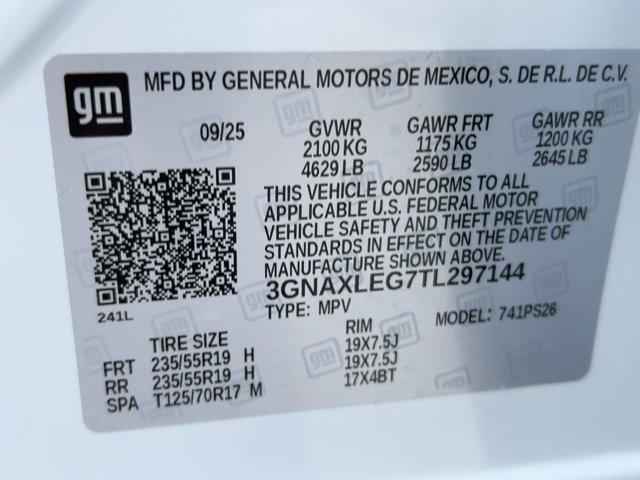 gm
MFD BY GENERAL MOTORS DE MEXICO, S. DE R.L. DE C.V.
09/25 GVWR GAWR FRT GAWR RR
2100 KG 1175 KG 1200 KG
4629 LB 2590 LB 2645 LB
THIS VEHICLE CONFORMS TO ALL
APPLICABLE U.S. FEDERAL MOTOR
VEHICLE SAFETY AND THEFT PREVENTION
STANDARDS IN EFFECT ON THE DATE OF
MANUFACTURE SHOWN ABOVE.
3GNAXLEG7TL297144
241L
TYPE: MPV MODEL: 741PS26
TIRE SIZE RIM
FRT 235/55R19 H 19X7.5J
RR 235/55R19 H 19X7.5J
SPA T125/70R17 M 17X4BT